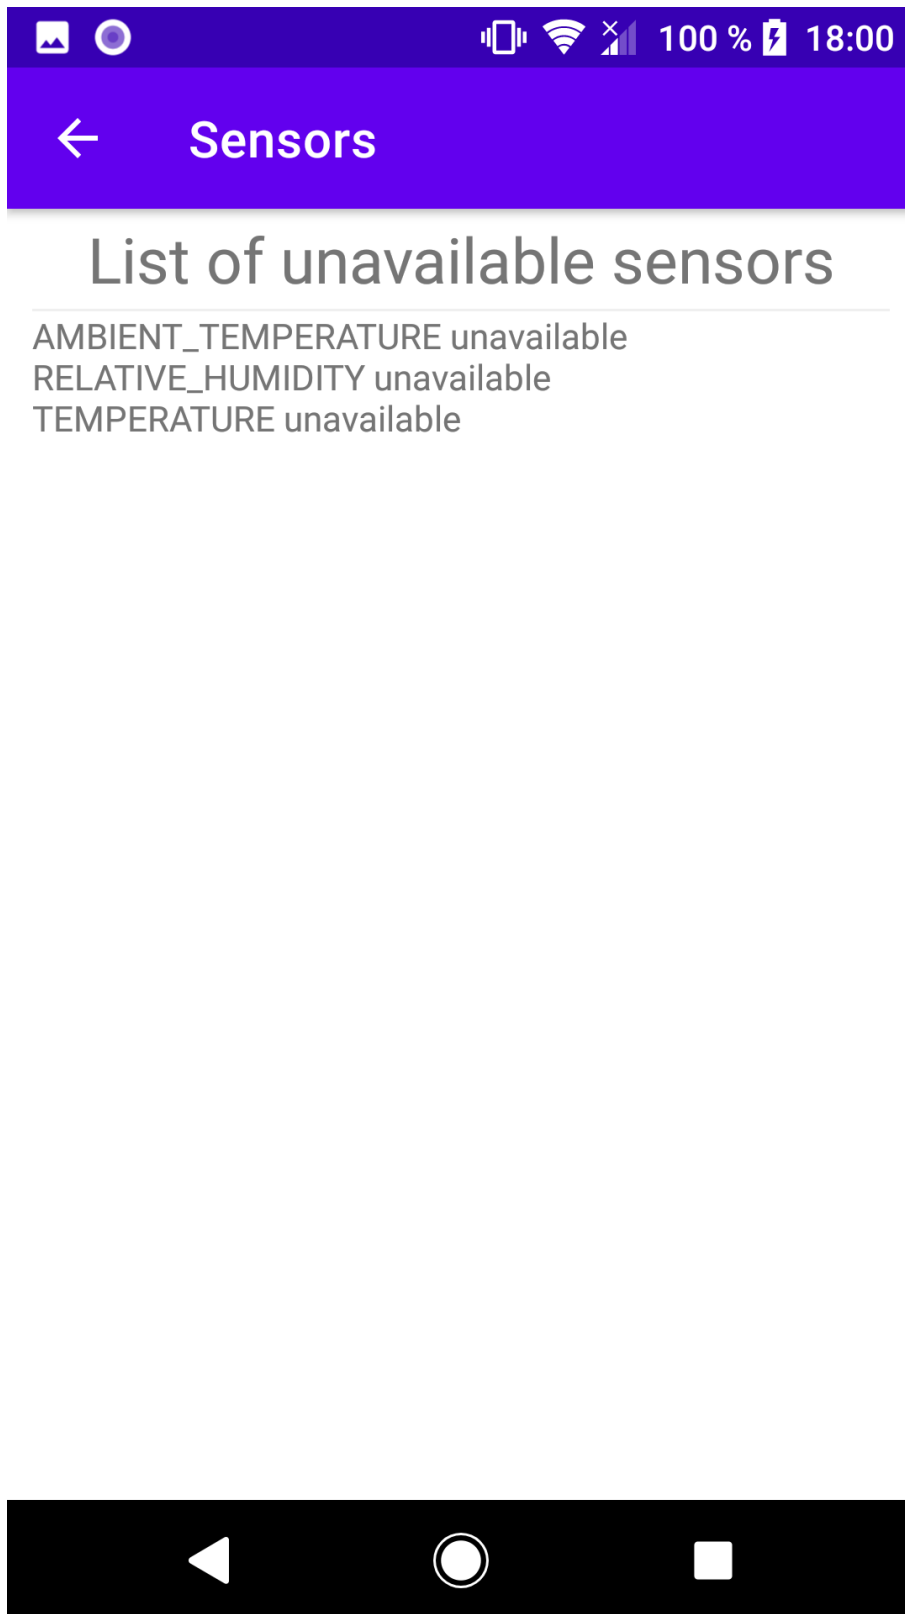 100 % 18:00
Sensors
List of unavailable sensors
AMBIENT_TEMPERATURE unavailable
RELATIVE_HUMIDITY unavailable
TEMPERATURE unavailable